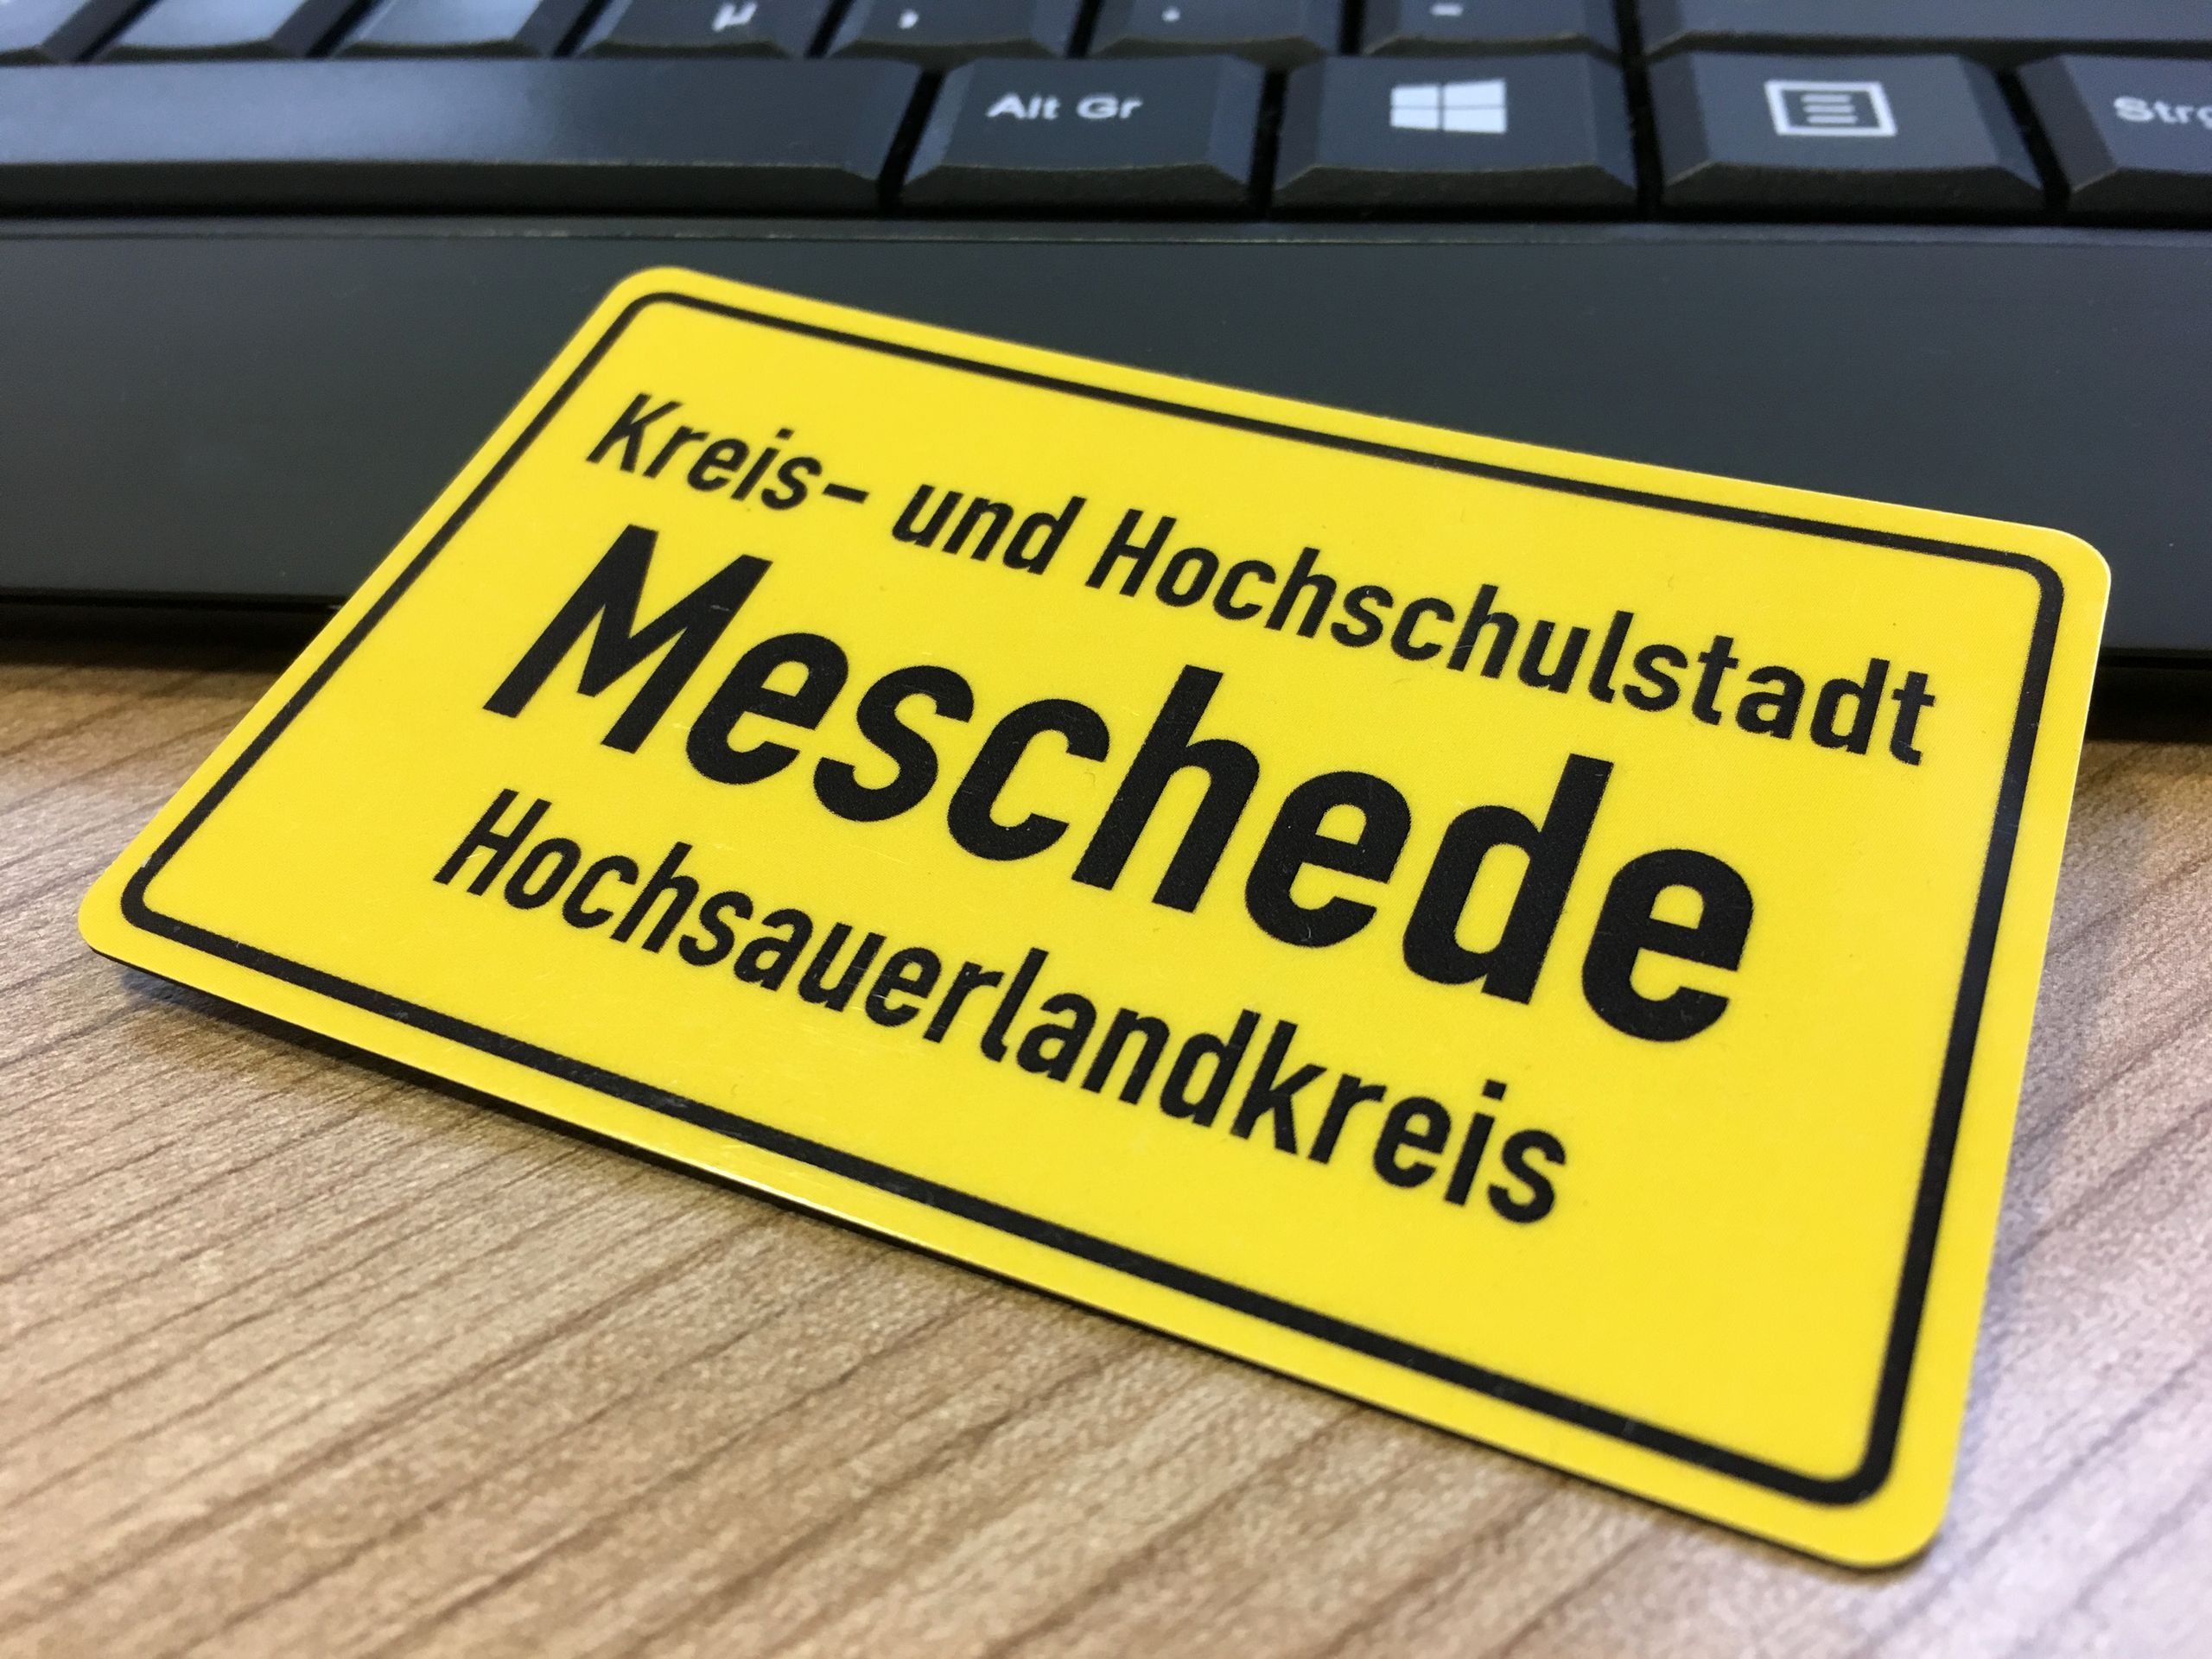 µ , . -
Alt Gr
Kreis- und Hochschulstadt
Meschede
Hochsauerlandkreis